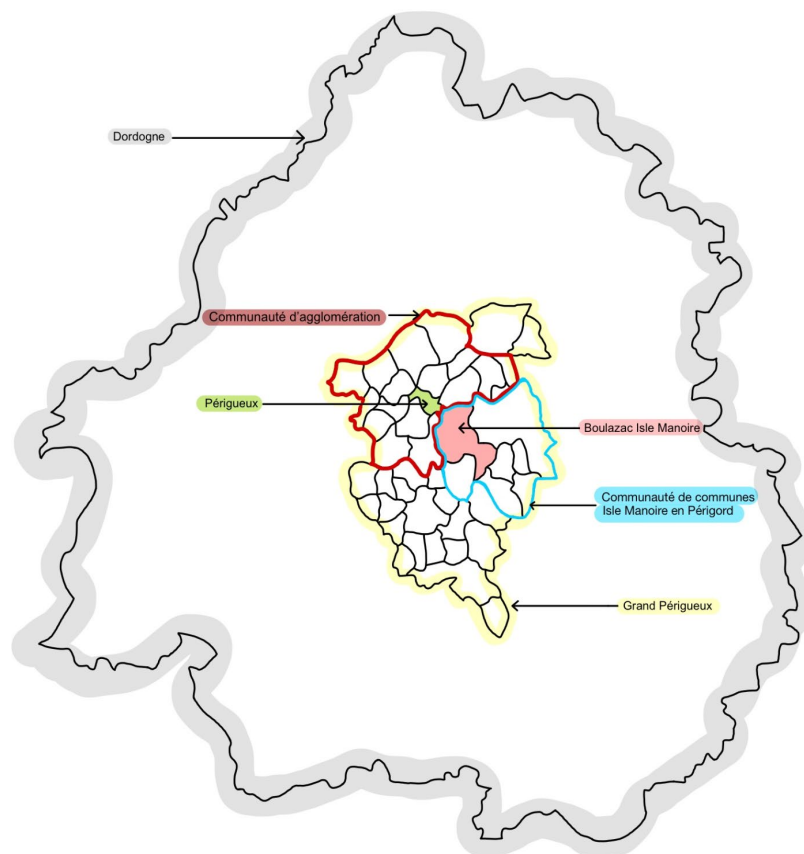 Dordogne
Communauté d'agglomération
Périgueux
Boulazac Isle Manoire
Communauté de communes
Isle Manoire en Périgord
Grand Périgueux